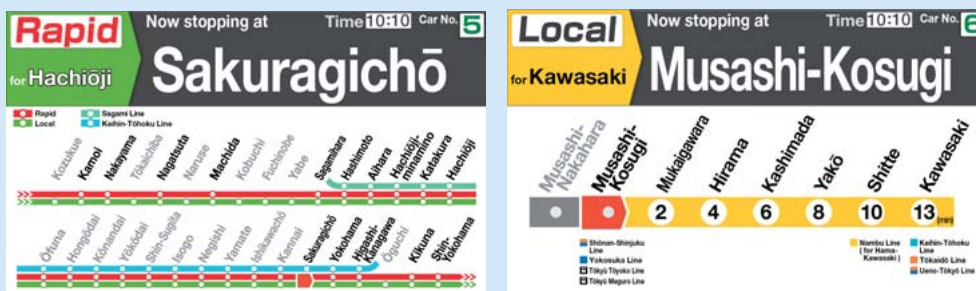 Rapid
for Hachiōji
Now stopping at
Time 10:10
Car No. 5
Sakuragichō
Rapid
Local
Sagami Line
Keihin-Tōhoku Line
Kozukue
Kamoi
Nakayama
Tōkaichiba
Nagatsuta
Naruse
Machida
Kobuchi
Fuchinobe
Yabe
Sagamihara
Hashimoto
Aihara
Hachiōji-
minamino
Katakura
Hachiōji
Ōfuna
Hongōdai
Kōnandai
Yōkōdai
Shin-Sugita
Isogo
Negishi
Yamate
Ishikawachō
Kannai
Sakuragichō
Yokohama
Higashi-
Kanagawa
Ōguchi
Kikuna
Shin-
Yokohama
Local
for Kawasaki
Now stopping at
Time 10:10
Car No. 6
Musashi-Kosugi
Musashi-
Nakahara
Musashi-
Kosugi
Mukaigawara
Hirama
Kashimada
Yakō
Shitte
Kawasaki
2
4
6
8
10
13 (min)
Shōnan-Shinjuku
Line
Yokosuka Line
Tōkyū Tōyoko Line
Tōkyū Meguro Line
Nambu Line
( for Hama-
Kawasaki )
Keihin-Tōhoku
Line
Tōkaidō Line
Ueno-Tōkyō Line